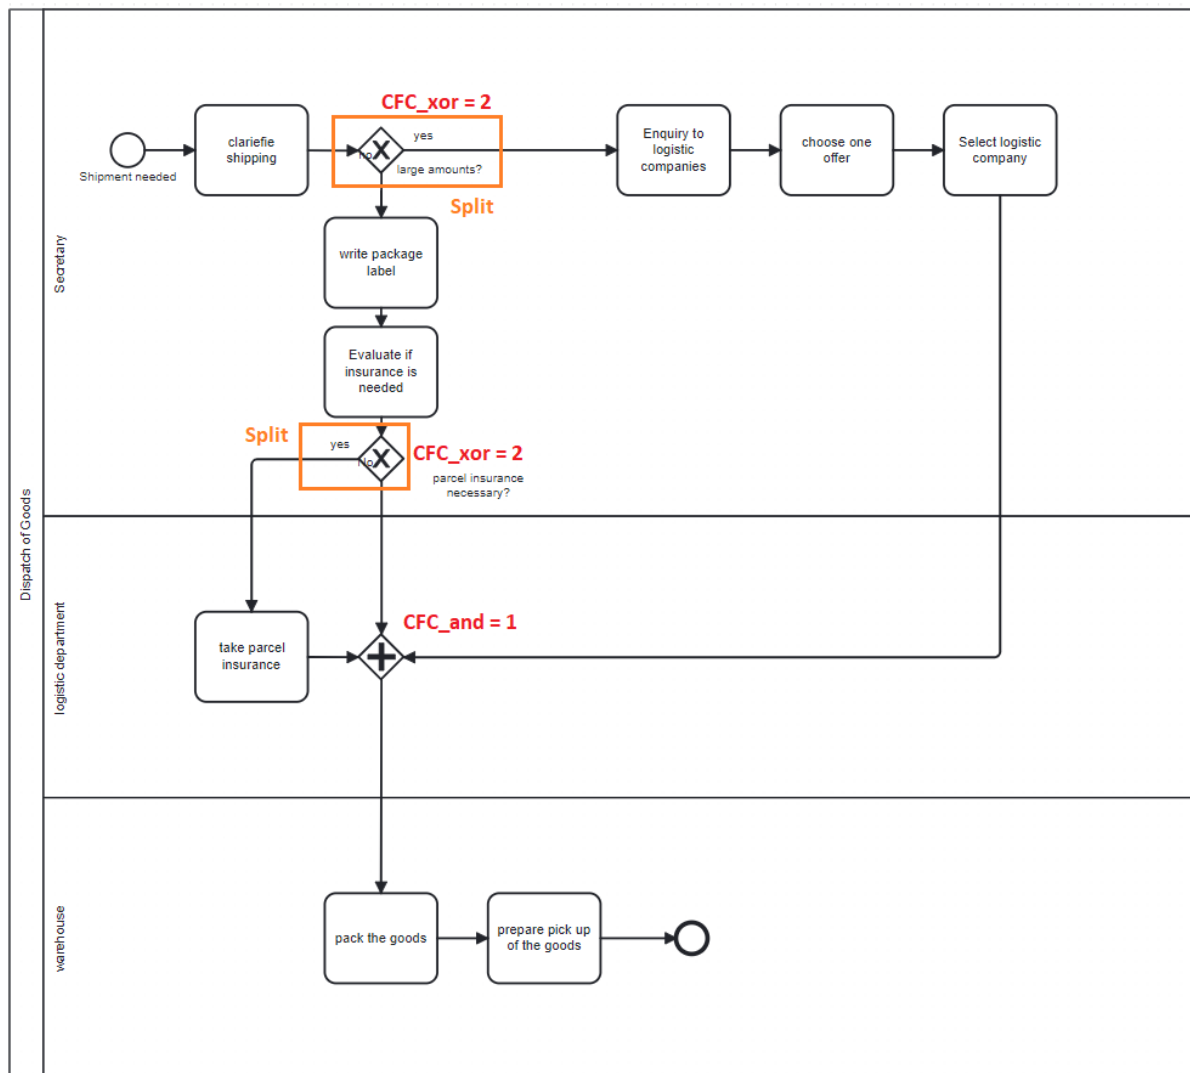 CFC_xor = 2
yes
no
large amounts?
Split
Shipment needed
clariefie
shipping
Enquiry to
logistic
companies
choose one
offer
Select logistic
company
write package
label
Evaluate if
insurance is
needed
Split
yes
No
CFC_xor = 2
parcel insurance
necessary?
Secretary
Dispatch of Goods
logistic department
take parcel
insurance
CFC_and = 1
warehouse
pack the goods
prepare pick up
of the goods